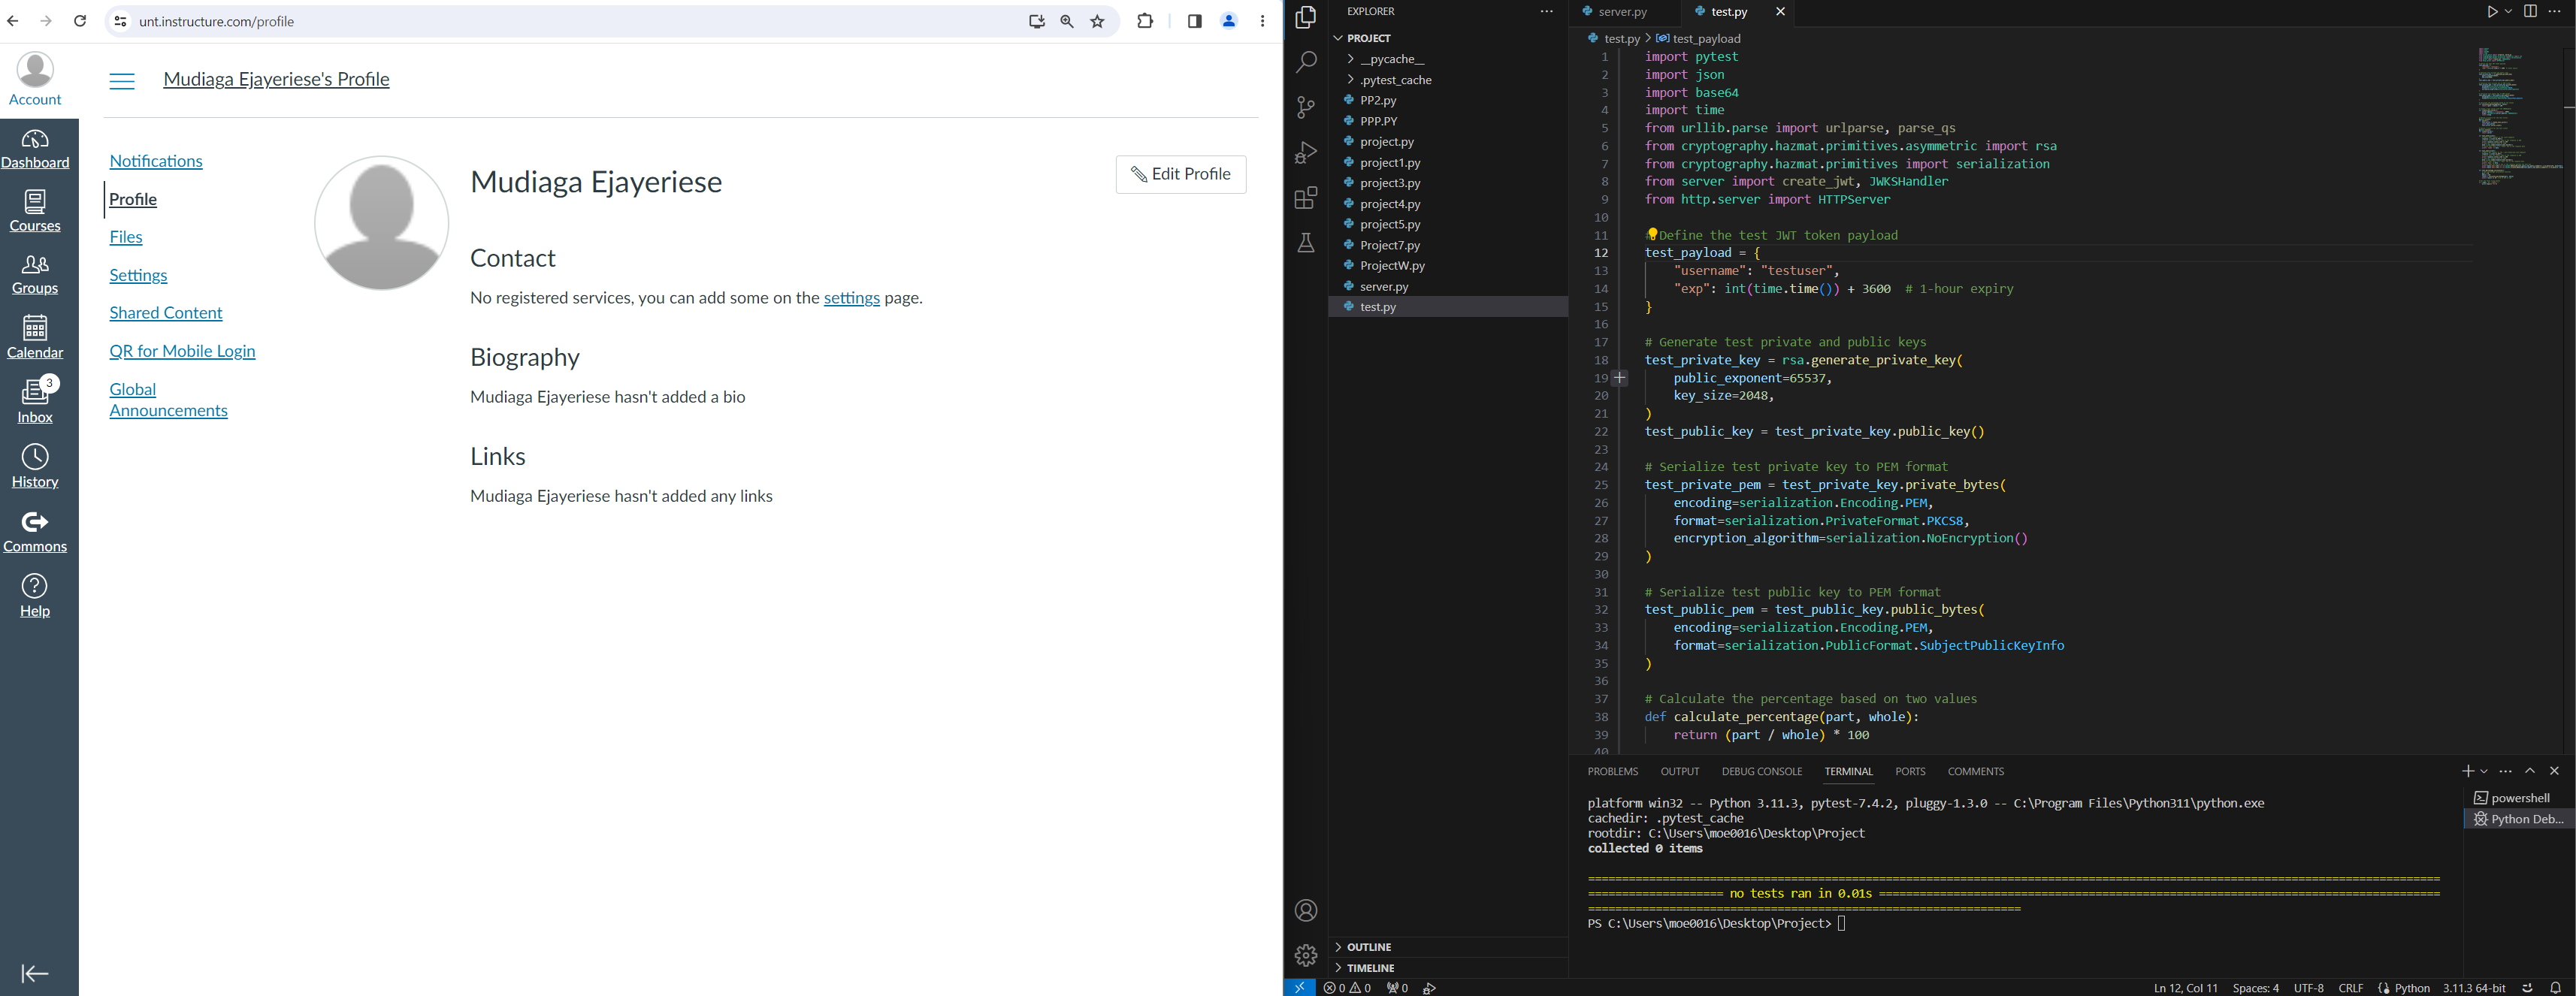 unt.instructure.com/profile
Account
Dashboard
Courses
Groups
Calendar
3
Inbox
History
Commons
Help
Mudiaga Ejayeriese's Profile
Notifications
Profile
Files
Settings
Shared Content
QR for Mobile Login
Global
Announcements
Mudiaga Ejayeriese
Edit Profile
Contact
No registered services, you can add some on the settings page.
Biography
Mudiaga Ejayeriese hasn't added a bio
Links
Mudiaga Ejayeriese hasn't added any links
EXPLORER
PROJECT
__pycache__
.pytest_cache
PP2.py
PPP.PY
project.py
project1.py
project3.py
project4.py
project5.py
Project7.py
ProjectW.py
server.py
test.py
OUTLINE
TIMELINE
server.py test.py
test.py > test_payload
1 import pytest
2 import json
3 import base64
4 import time
5 from urllib.parse import urlparse, parse_qs
6 from cryptography.hazmat.primitives.asymmetric import rsa
7 from cryptography.hazmat.primitives import serialization
8 from server import create_jwt, JWKSHandler
9 from http.server import HTTPServer
10
11 # Define the test JWT token payload
12 test_payload = {
13 "username": "testuser",
14 "exp": int(time.time()) + 3600 # 1-hour expiry
15 }
16
17 # Generate test private and public keys
18 test_private_key = rsa.generate_private_key(
19 public_exponent=65537,
20 key_size=2048,
21 )
22 test_public_key = test_private_key.public_key()
23
24 # Serialize test private key to PEM format
25 test_private_pem = test_private_key.private_bytes(
26 encoding=serialization.Encoding.PEM,
27 format=serialization.PrivateFormat.PKCS8,
28 encryption_algorithm=serialization.NoEncryption()
29 )
30
31 # Serialize test public key to PEM format
32 test_public_pem = test_public_key.public_bytes(
33 encoding=serialization.Encoding.PEM,
34 format=serialization.PublicFormat.SubjectPublicKeyInfo
35 )
36
37 # Calculate the percentage based on two values
38 def calculate_percentage(part, whole):
39 return (part / whole) * 100
40
PROBLEMS OUTPUT DEBUG CONSOLE TERMINAL PORTS COMMENTS
platform win32 -- Python 3.11.3, pytest-7.4.2, pluggy-1.3.0 -- C:\Program Files\Python311\python.exe
cachedir: .pytest_cache
rootdir: C:\Users\moe0016\Desktop\Project
collected 0 items
no tests ran in 0.01s
PS C:\Users\moe0016\Desktop\Project>
powershell
Python Deb...
0 0 0 Ln 12, Col 11 Spaces: 4 UTF-8 CRLF Python 3.11.3 64-bit